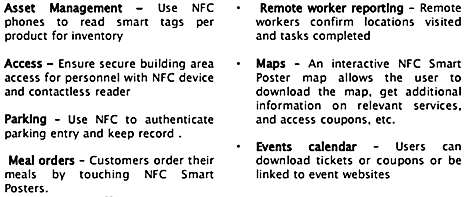 Asset Management – Use NFC
phones to read smart tags per
product for inventory
Access – Ensure secure building area
access for personnel with NFC device
and contactless reader
Parking – Use NFC to authenticate
parking entry and keep record .
Meal orders – Customers order their
meals by touching NFC Smart
Posters.
• Remote worker reporting – Remote
workers confirm locations visited
and tasks completed
• Maps – An interactive NFC Smart
Poster map allows the user to
download the map, get additional
information on relevant services,
and access coupons, etc.
• Events calendar – Users can
download tickets or coupons or be
linked to event websites